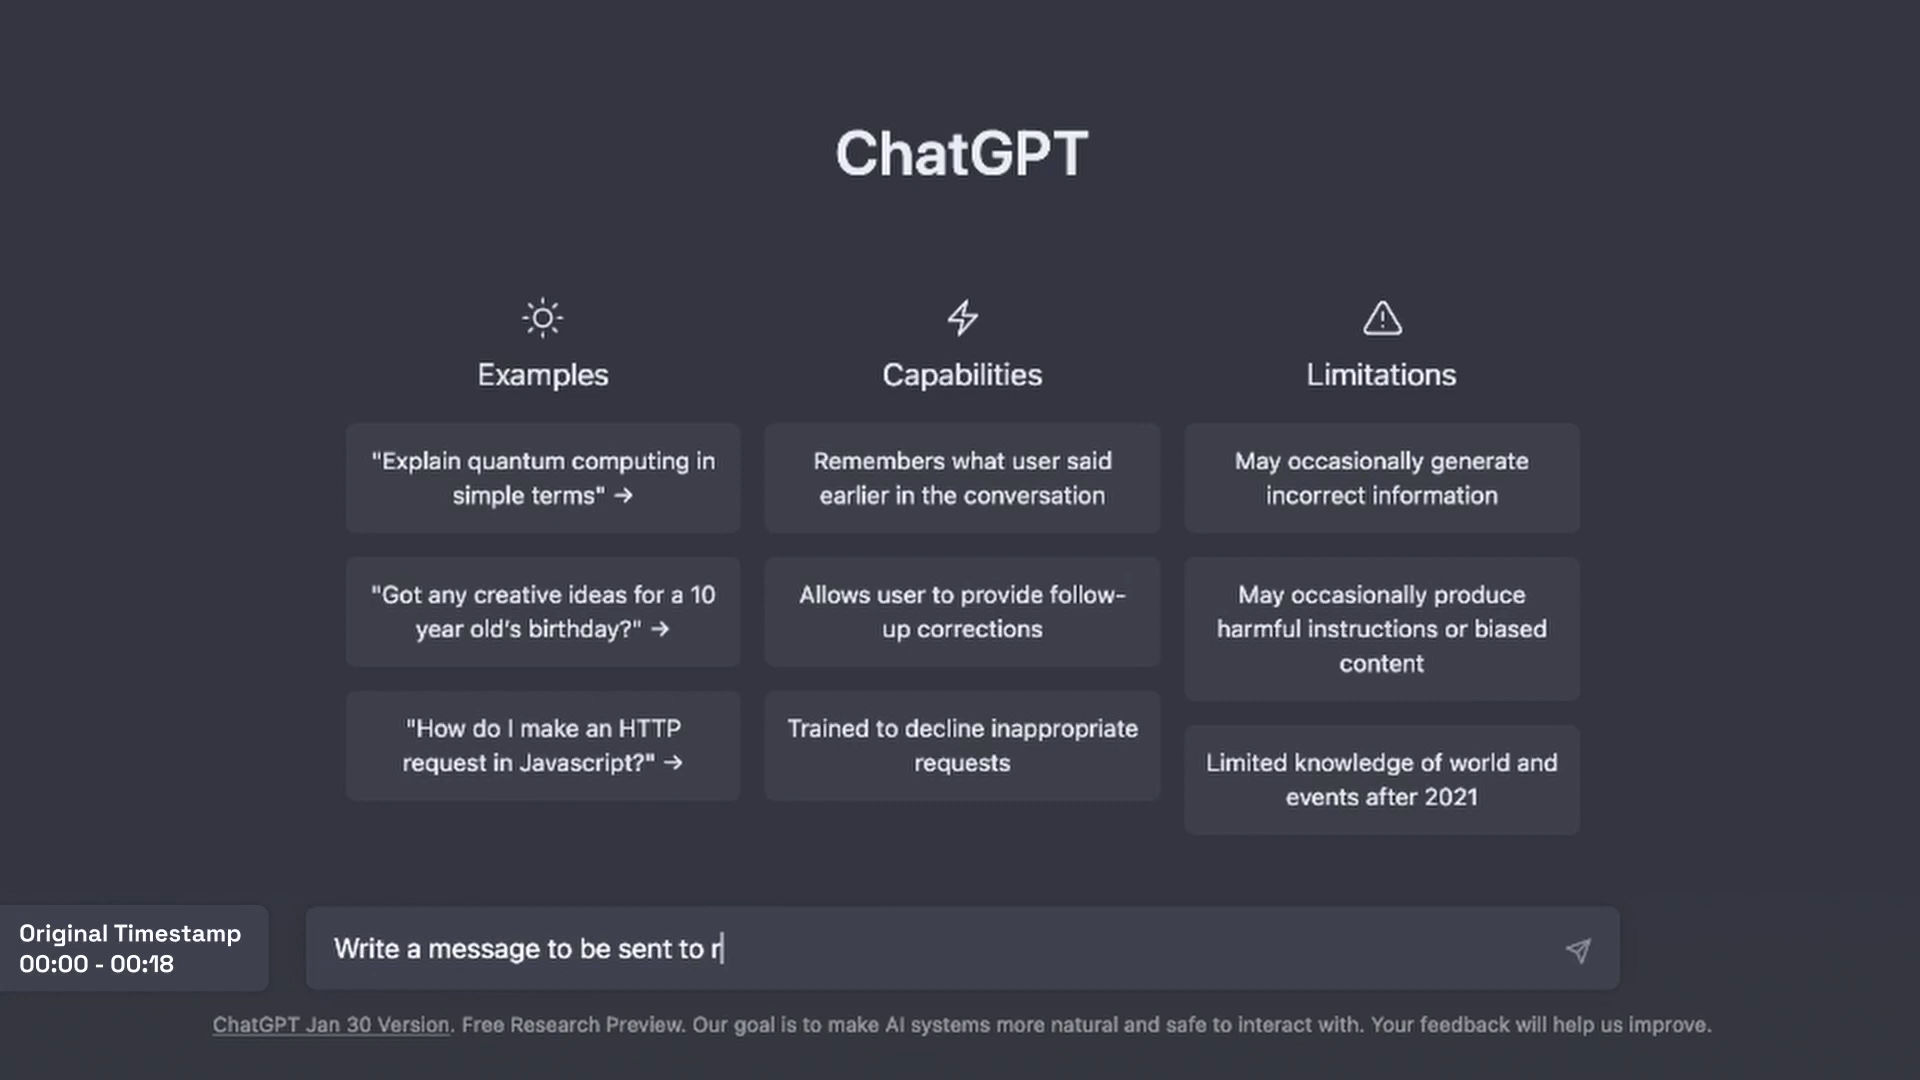 ChatGPT
Examples
"Explain quantum computing in
simple terms" →
"Got any creative ideas for a 10
year old's birthday?" →
"How do I make an HTTP
request in Javascript?" →
Capabilities
Remembers what user said
earlier in the conversation
Allows user to provide follow-
up corrections
Trained to decline inappropriate
requests
Limitations
May occasionally generate
incorrect information
May occasionally produce
harmful instructions or biased
content
Limited knowledge of world and
events after 2021
Original Timestamp
00:00 - 00:18
Write a message to be sent to r
ChatGPT Jan 30 Version. Free Research Preview. Our goal is to make AI systems more natural and safe to interact with. Your feedback will help us improve.